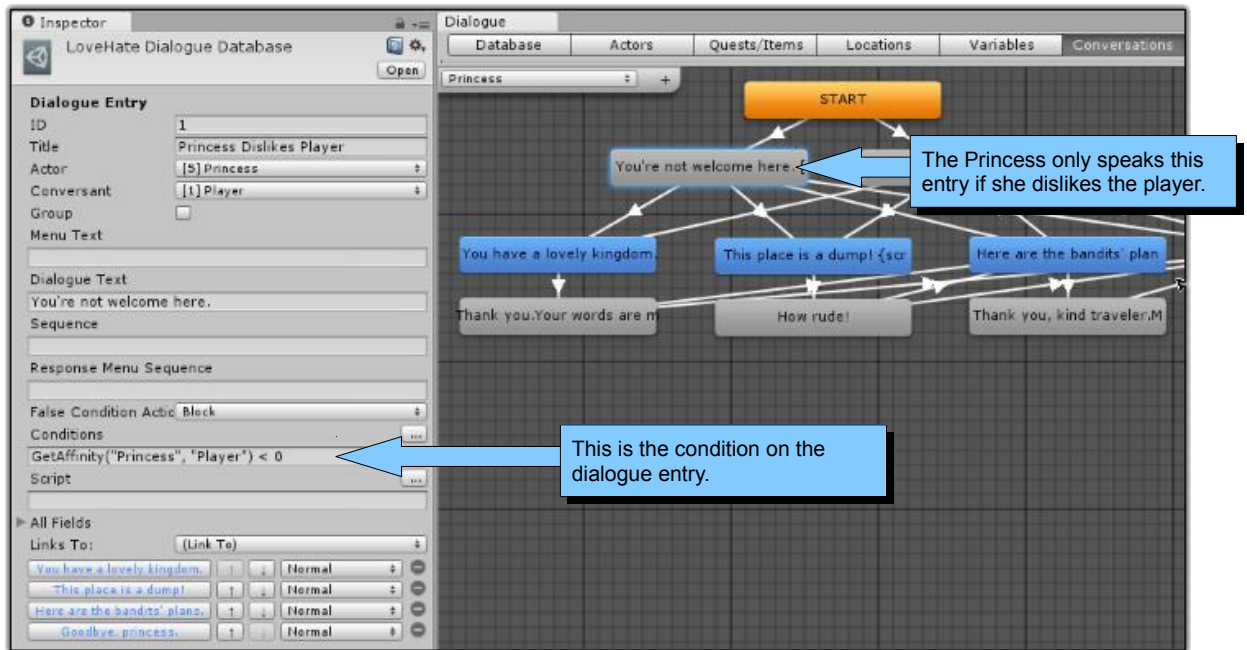 Inspector
LoveHate Dialogue Database
Open
Dialogue Entry
ID 1
Title Princess Dislikes Player
Actor [5] Princess
Conversant [1] Player
Group
Menu Text
Dialogue Text
You're not welcome here.
Sequence
Response Menu Sequence
False Condition Actic Block
Conditions ...
GetAffinity("Princess", "Player") < 0
Script ...
All Fields
Links To: (Link To)
You have a lovely kingdom. ↑ ↓ Normal
This place is a dump! ↑ ↓ Normal
Here are the bandits' plans. ↑ ↓ Normal
Goodbye, princess. ↑ ↓ Normal
Dialogue
Database Actors Quests/Items Locations Variables Conversations
Princess +
START
You're not welcome here. {
The Princess only speaks this
entry if she dislikes the player.
You have a lovely kingdom. This place is a dump! {scr Here are the bandits' plan
Thank you.Your words are m How rude! Thank you, kind traveler.M
This is the condition on the
dialogue entry.